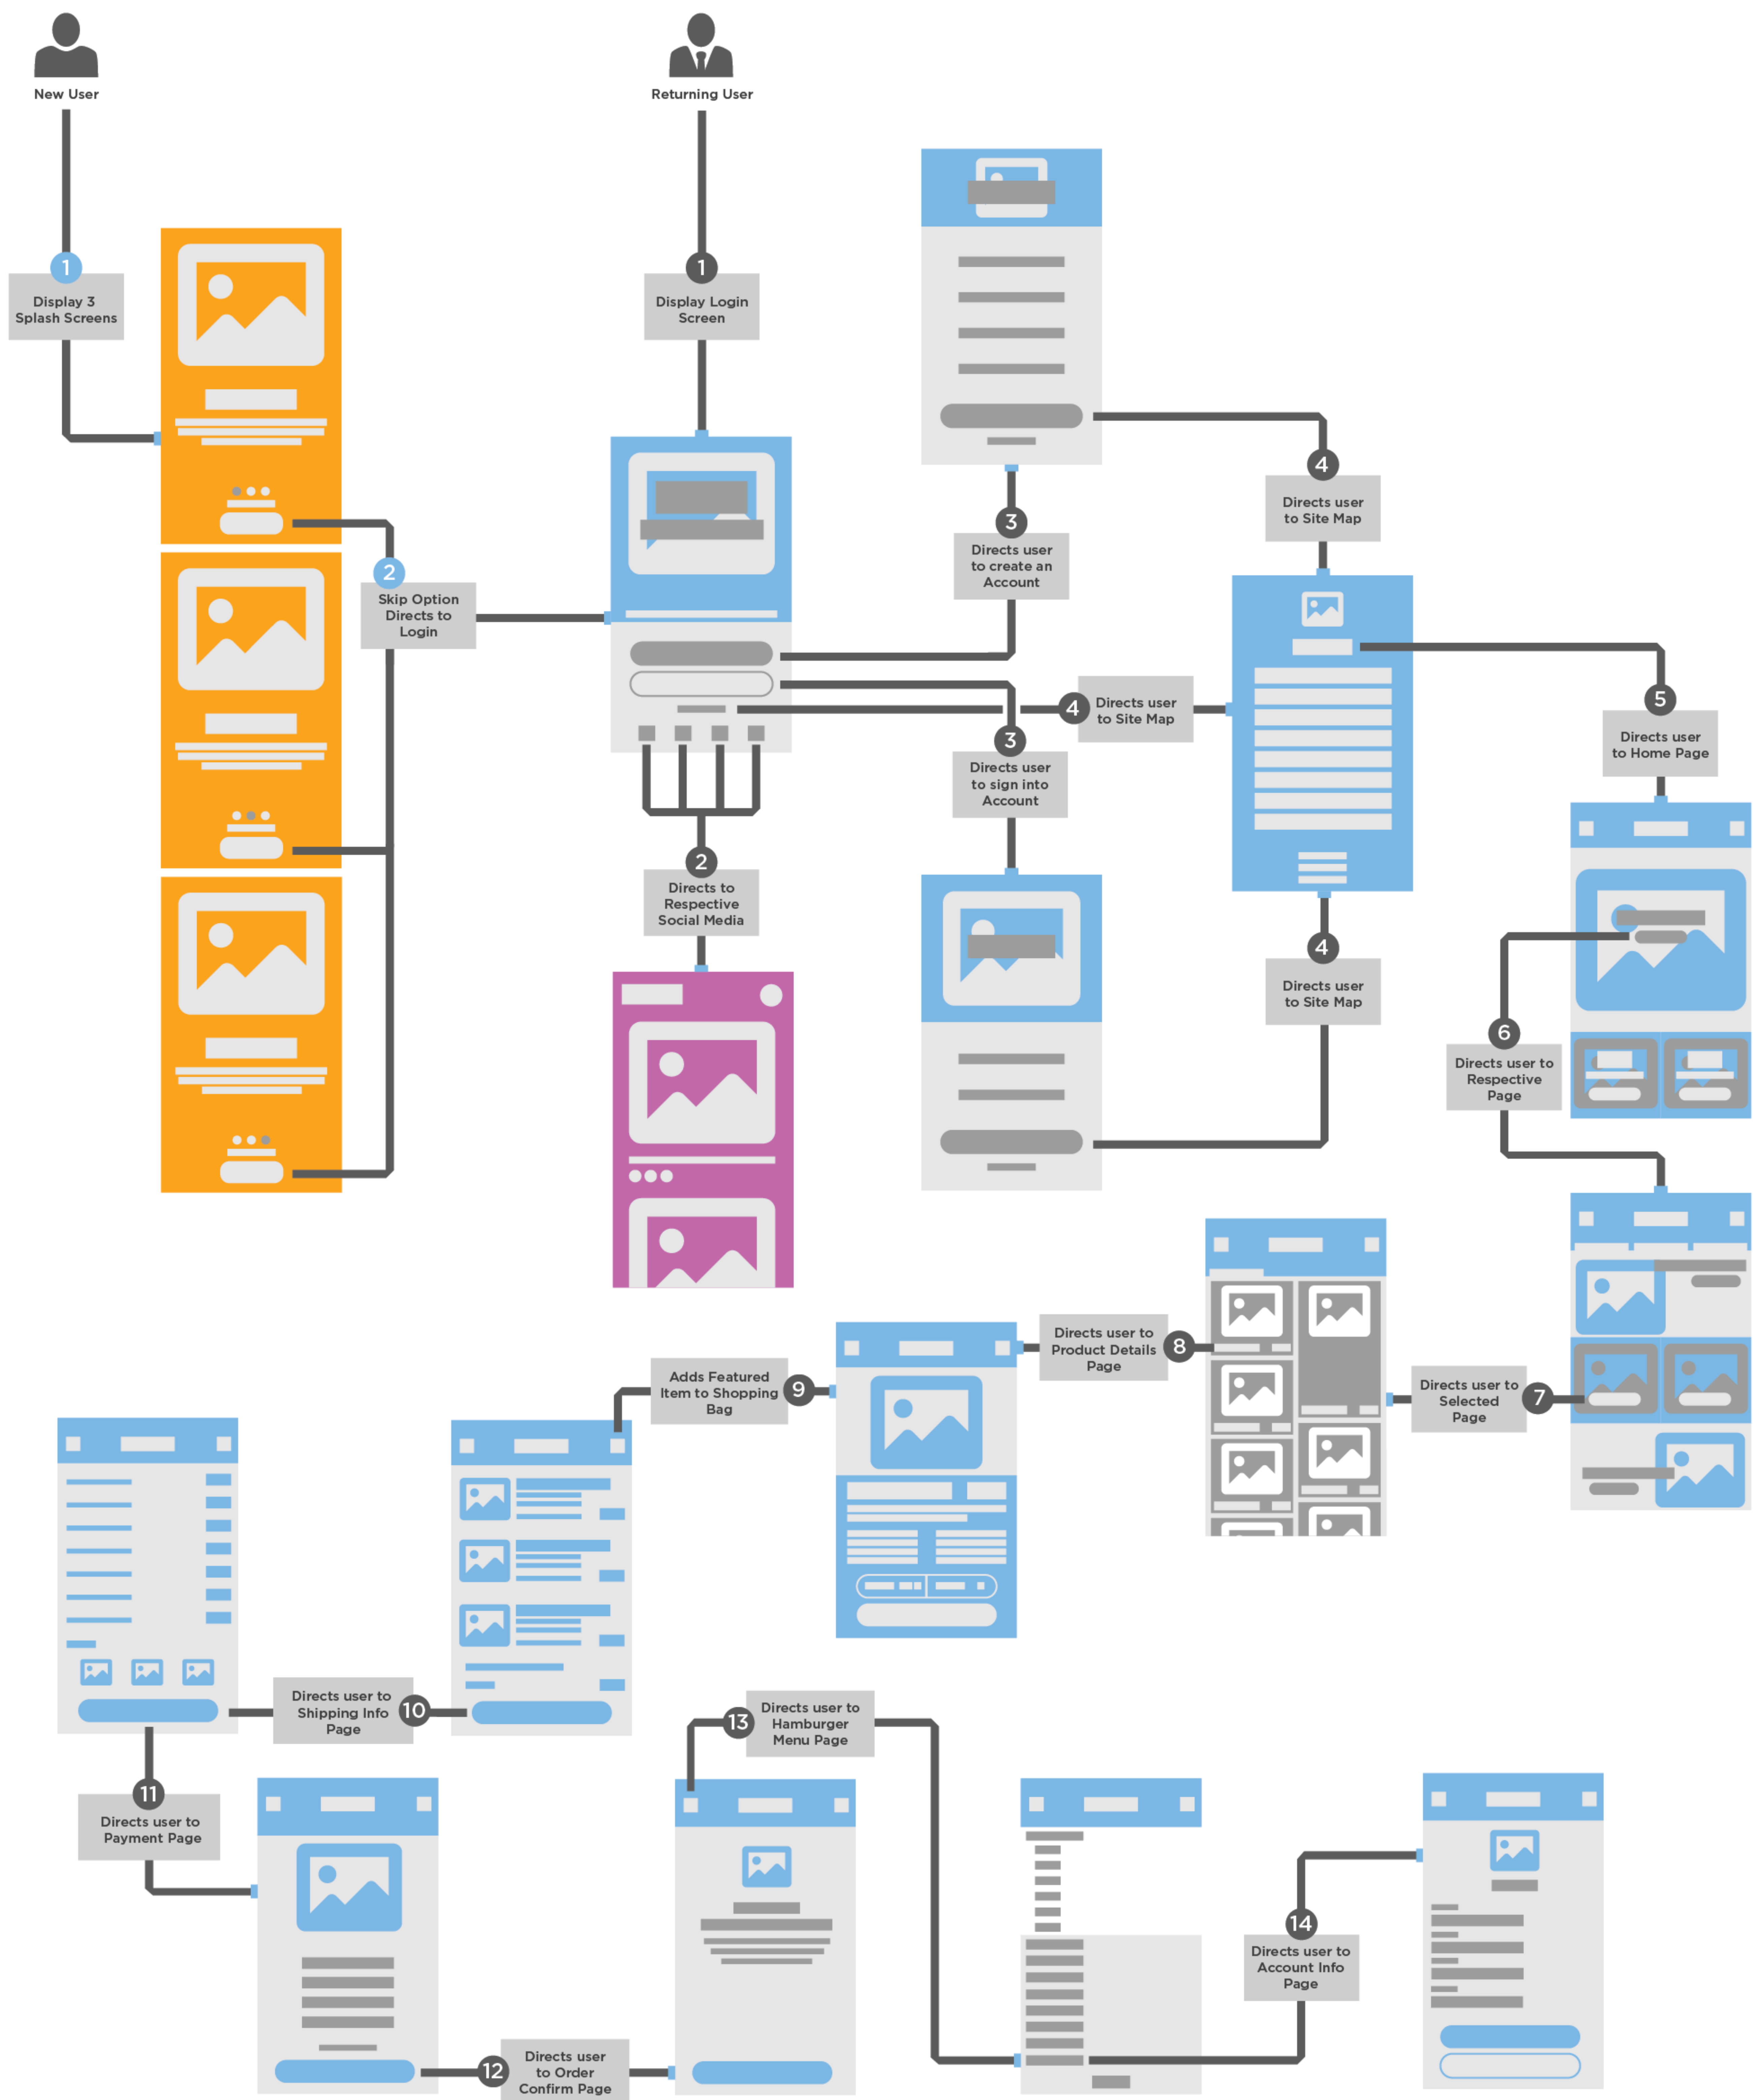 New User
Returning User
1
Display 3
Splash Screens
1
Display Login
Screen
2
Skip Option
Directs to
Login
3
Directs user
to create an
Account
4
Directs user
to Site Map
4
Directs user
to Site Map
3
Directs user
to sign into
Account
5
Directs user
to Home Page
2
Directs to
Respective
Social Media
4
Directs user
to Site Map
6
Directs user to
Respective
Page
7
Directs user to
Selected
Page
8
Directs user to
Product Details
Page
9
Adds Featured
Item to Shopping
Bag
10
Directs user to
Shipping Info
Page
11
Directs user to
Payment Page
12
Directs user
to Order
Confirm Page
13
Directs user to
Hamburger
Menu Page
14
Directs user to
Account Info
Page